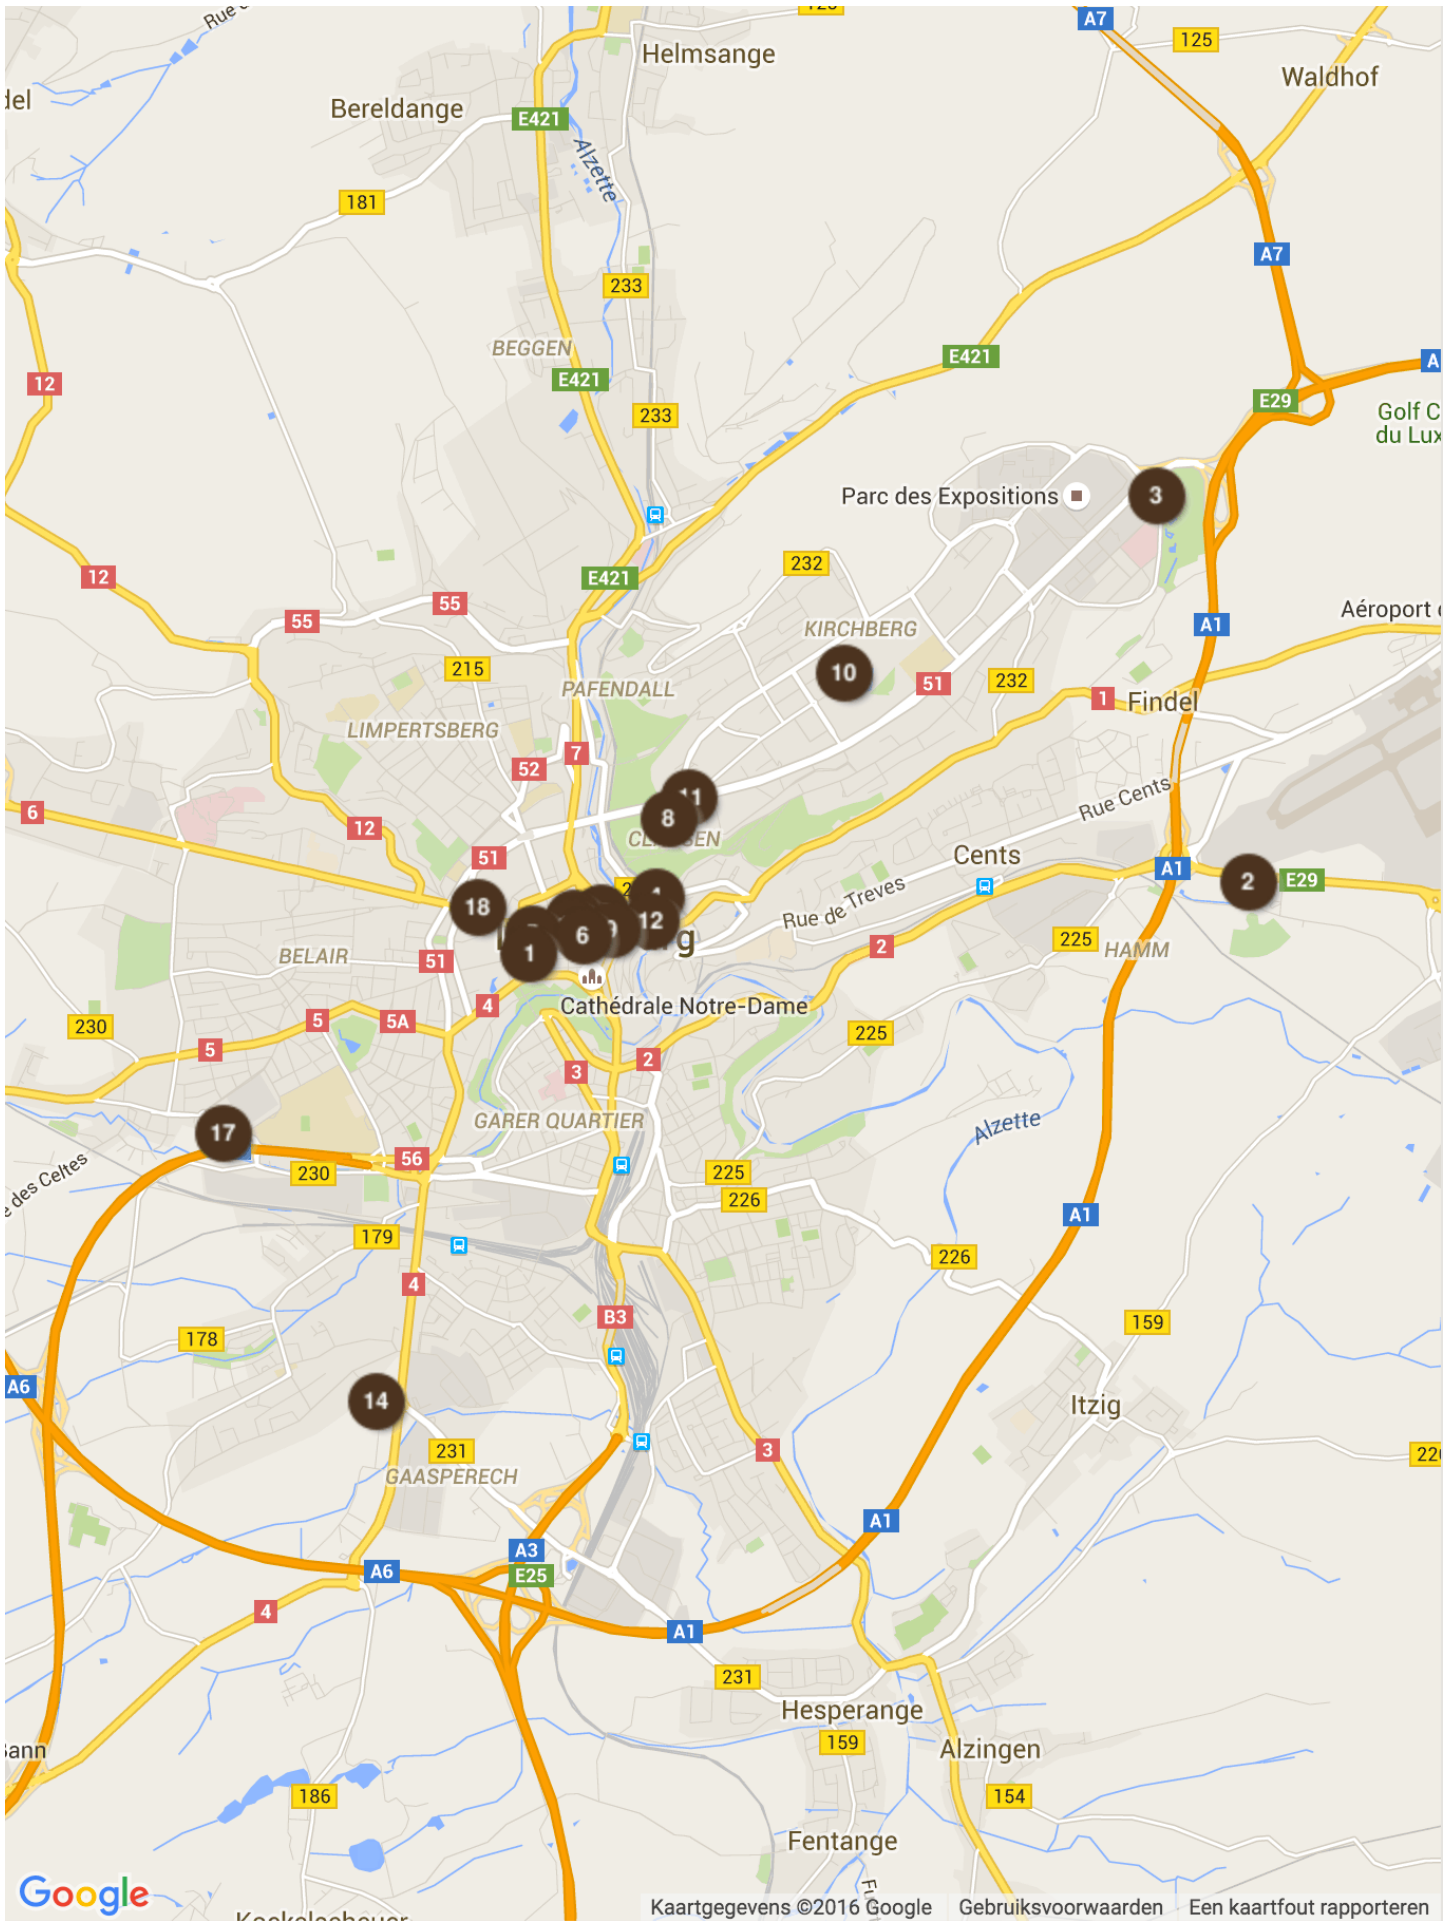 A7
125
Helmsange
Waldhof
Bereldange
E421
Alzette
181
A7
233
BEGGEN
E421
E421
12
233
E29
Golf C
du Lux
Parc des Expositions
3
232
12
E421
55
55
Aéroport
A1
KIRCHBERG
215
10
51
232
PAFENDALL
1
Findel
LIMPERTSBERG
7
52
11
Rue Cents
6
8
12
51
Cents
A1
2
E29
18
Rue de Treves
12
6
9
1
rg
225
2
HAMM
BELAIR
51
Cathédrale Notre-Dame
4
230
5
5A
225
5
2
3
GARER QUARTIER
Alzette
17
des Celtes
56
230
225
226
A1
179
226
4
B3
159
178
A6
14
Itzig
231
3
GAASPERECH
A1
A3
A6
E25
4
A1
231
Hesperange
159
Alzingen
186
154
Fentange
Google
Kaartgegevens ©2016 Google
Gebruiksvoorwaarden
Een kaartfout rapporteren